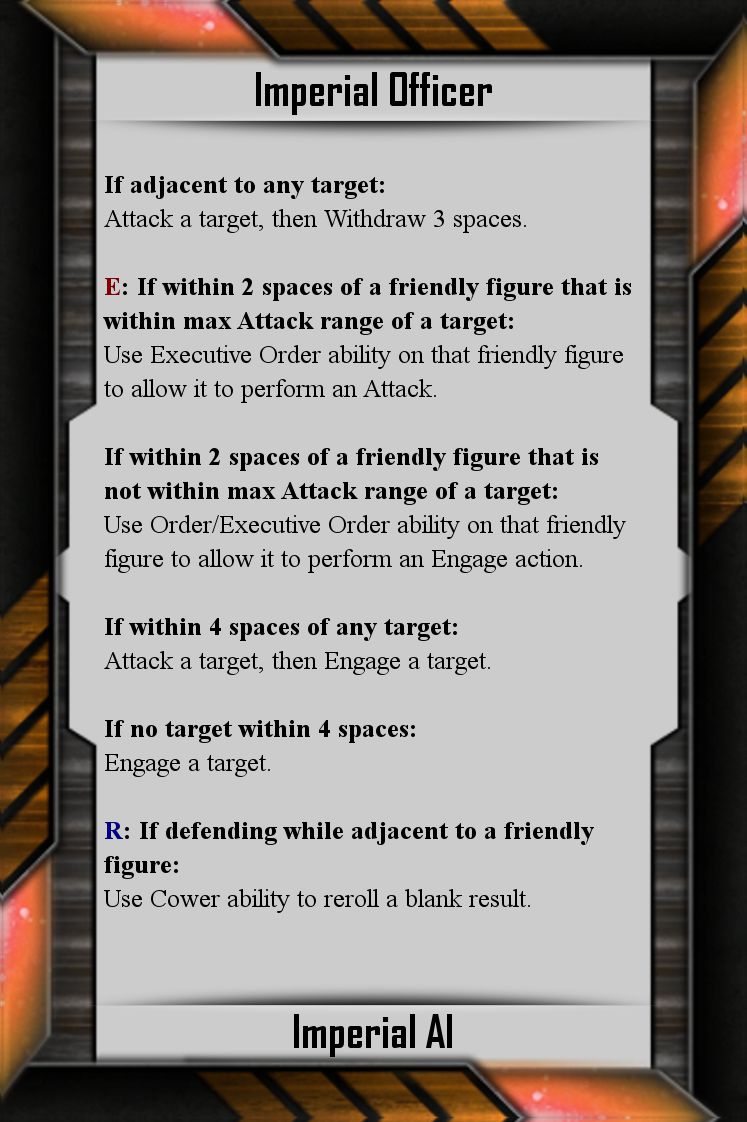 Imperial Officer
If adjacent to any target:
Attack a target, then Withdraw 3 spaces.
E: If within 2 spaces of a friendly figure that is
within max Attack range of a target:
Use Executive Order ability on that friendly figure
to allow it to perform an Attack.
If within 2 spaces of a friendly figure that is
not within max Attack range of a target:
Use Order/Executive Order ability on that friendly
figure to allow it to perform an Engage action.
If within 4 spaces of any target:
Attack a target, then Engage a target.
If no target within 4 spaces:
Engage a target.
R: If defending while adjacent to a friendly
figure:
Use Cower ability to reroll a blank result.
Imperial AI